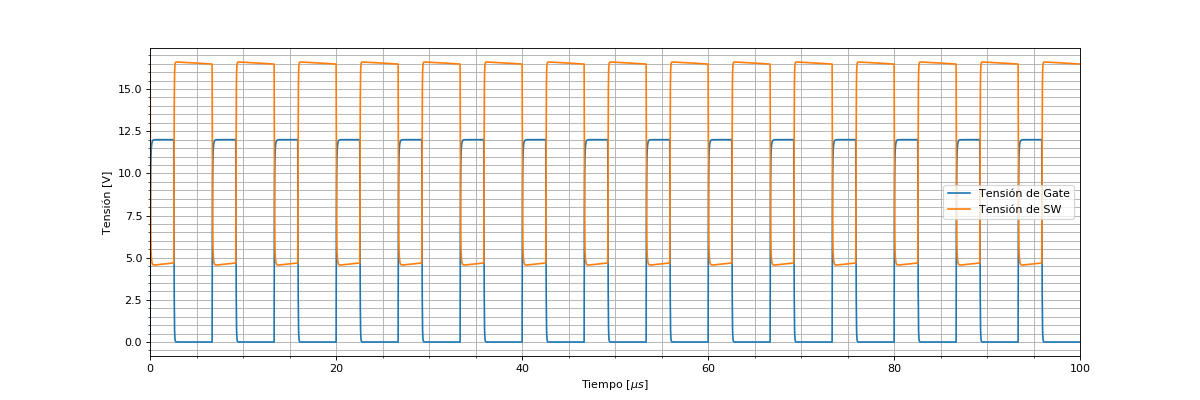 15.0
12.5
10.0
7.5
5.0
2.5
0.0
Tensión [V]
Tensión de Gate
Tensión de SW
0 20 40 60 80 100
Tiempo [μs]